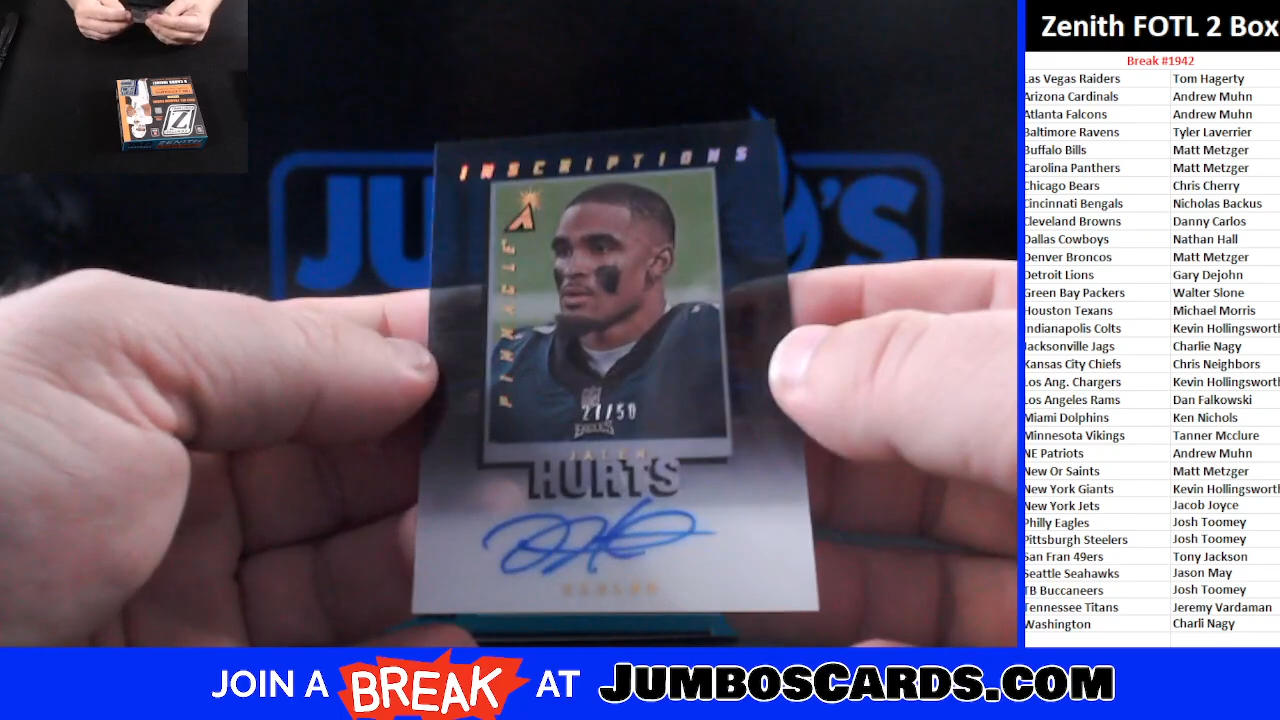 Zenith FOTL 2 Box
Break #1942
Las Vegas Raiders Tom Hagerty
Arizona Cardinals Andrew Muhn
Atlanta Falcons Andrew Muhn
Baltimore Ravens Tyler Laverrier
Buffalo Bills Matt Metzger
Carolina Panthers Matt Metzger
Chicago Bears Chris Cherry
Cincinnati Bengals Nicholas Backus
Cleveland Browns Danny Carlos
Dallas Cowboys Nathan Hall
Denver Broncos Matt Metzger
Detroit Lions Gary Dejohn
Green Bay Packers Walter Slone
Houston Texans Michael Morris
Indianapolis Colts Kevin Hollingsworth
Jacksonville Jags Charlie Nagy
Kansas City Chiefs Chris Neighbors
Los Ang. Chargers Kevin Hollingsworth
Los Angeles Rams Dan Falkowski
Miami Dolphins Ken Nichols
Minnesota Vikings Tanner Mcclure
NE Patriots Andrew Muhn
New Or Saints Matt Metzger
New York Giants Kevin Hollingsworth
New York Jets Jacob Joyce
Philly Eagles Josh Toomey
Pittsburgh Steelers Josh Toomey
San Fran 49ers Tony Jackson
Seattle Seahawks Jason May
TB Buccaneers Josh Toomey
Tennessee Titans Jeremy Vardaman
Washington Charli Nagy
INSCRIPTIONS
PINNACLE
27/50
EAGLES
JALEN
HURTS
JUMBO'S
Z
ZENITH
JOIN A BREAK AT JUMBOSCARDS.COM